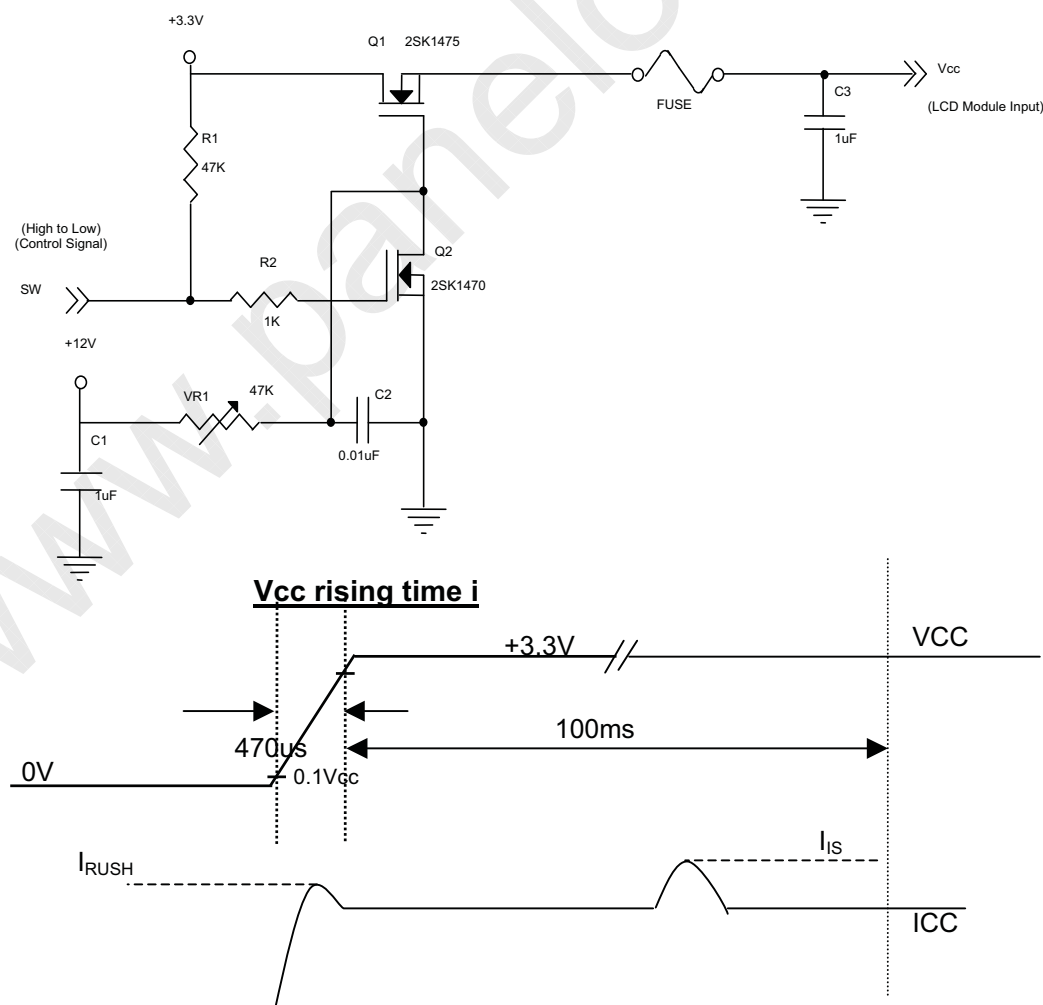 +3.3V
Q1 2SK1475
Vcc
FUSE
C3
(LCD Module Input)
R1
47K
1uF
(High to Low)
(Control Signal)
R2
Q2
SW
2SK1470
1K
+12V
VR1 47K
C2
C1
0.01uF
1uF
Vcc rising time i
+3.3V
VCC
470us
100ms
0V
0.1Vcc
IRUSH
IIS
ICC
www.panelo